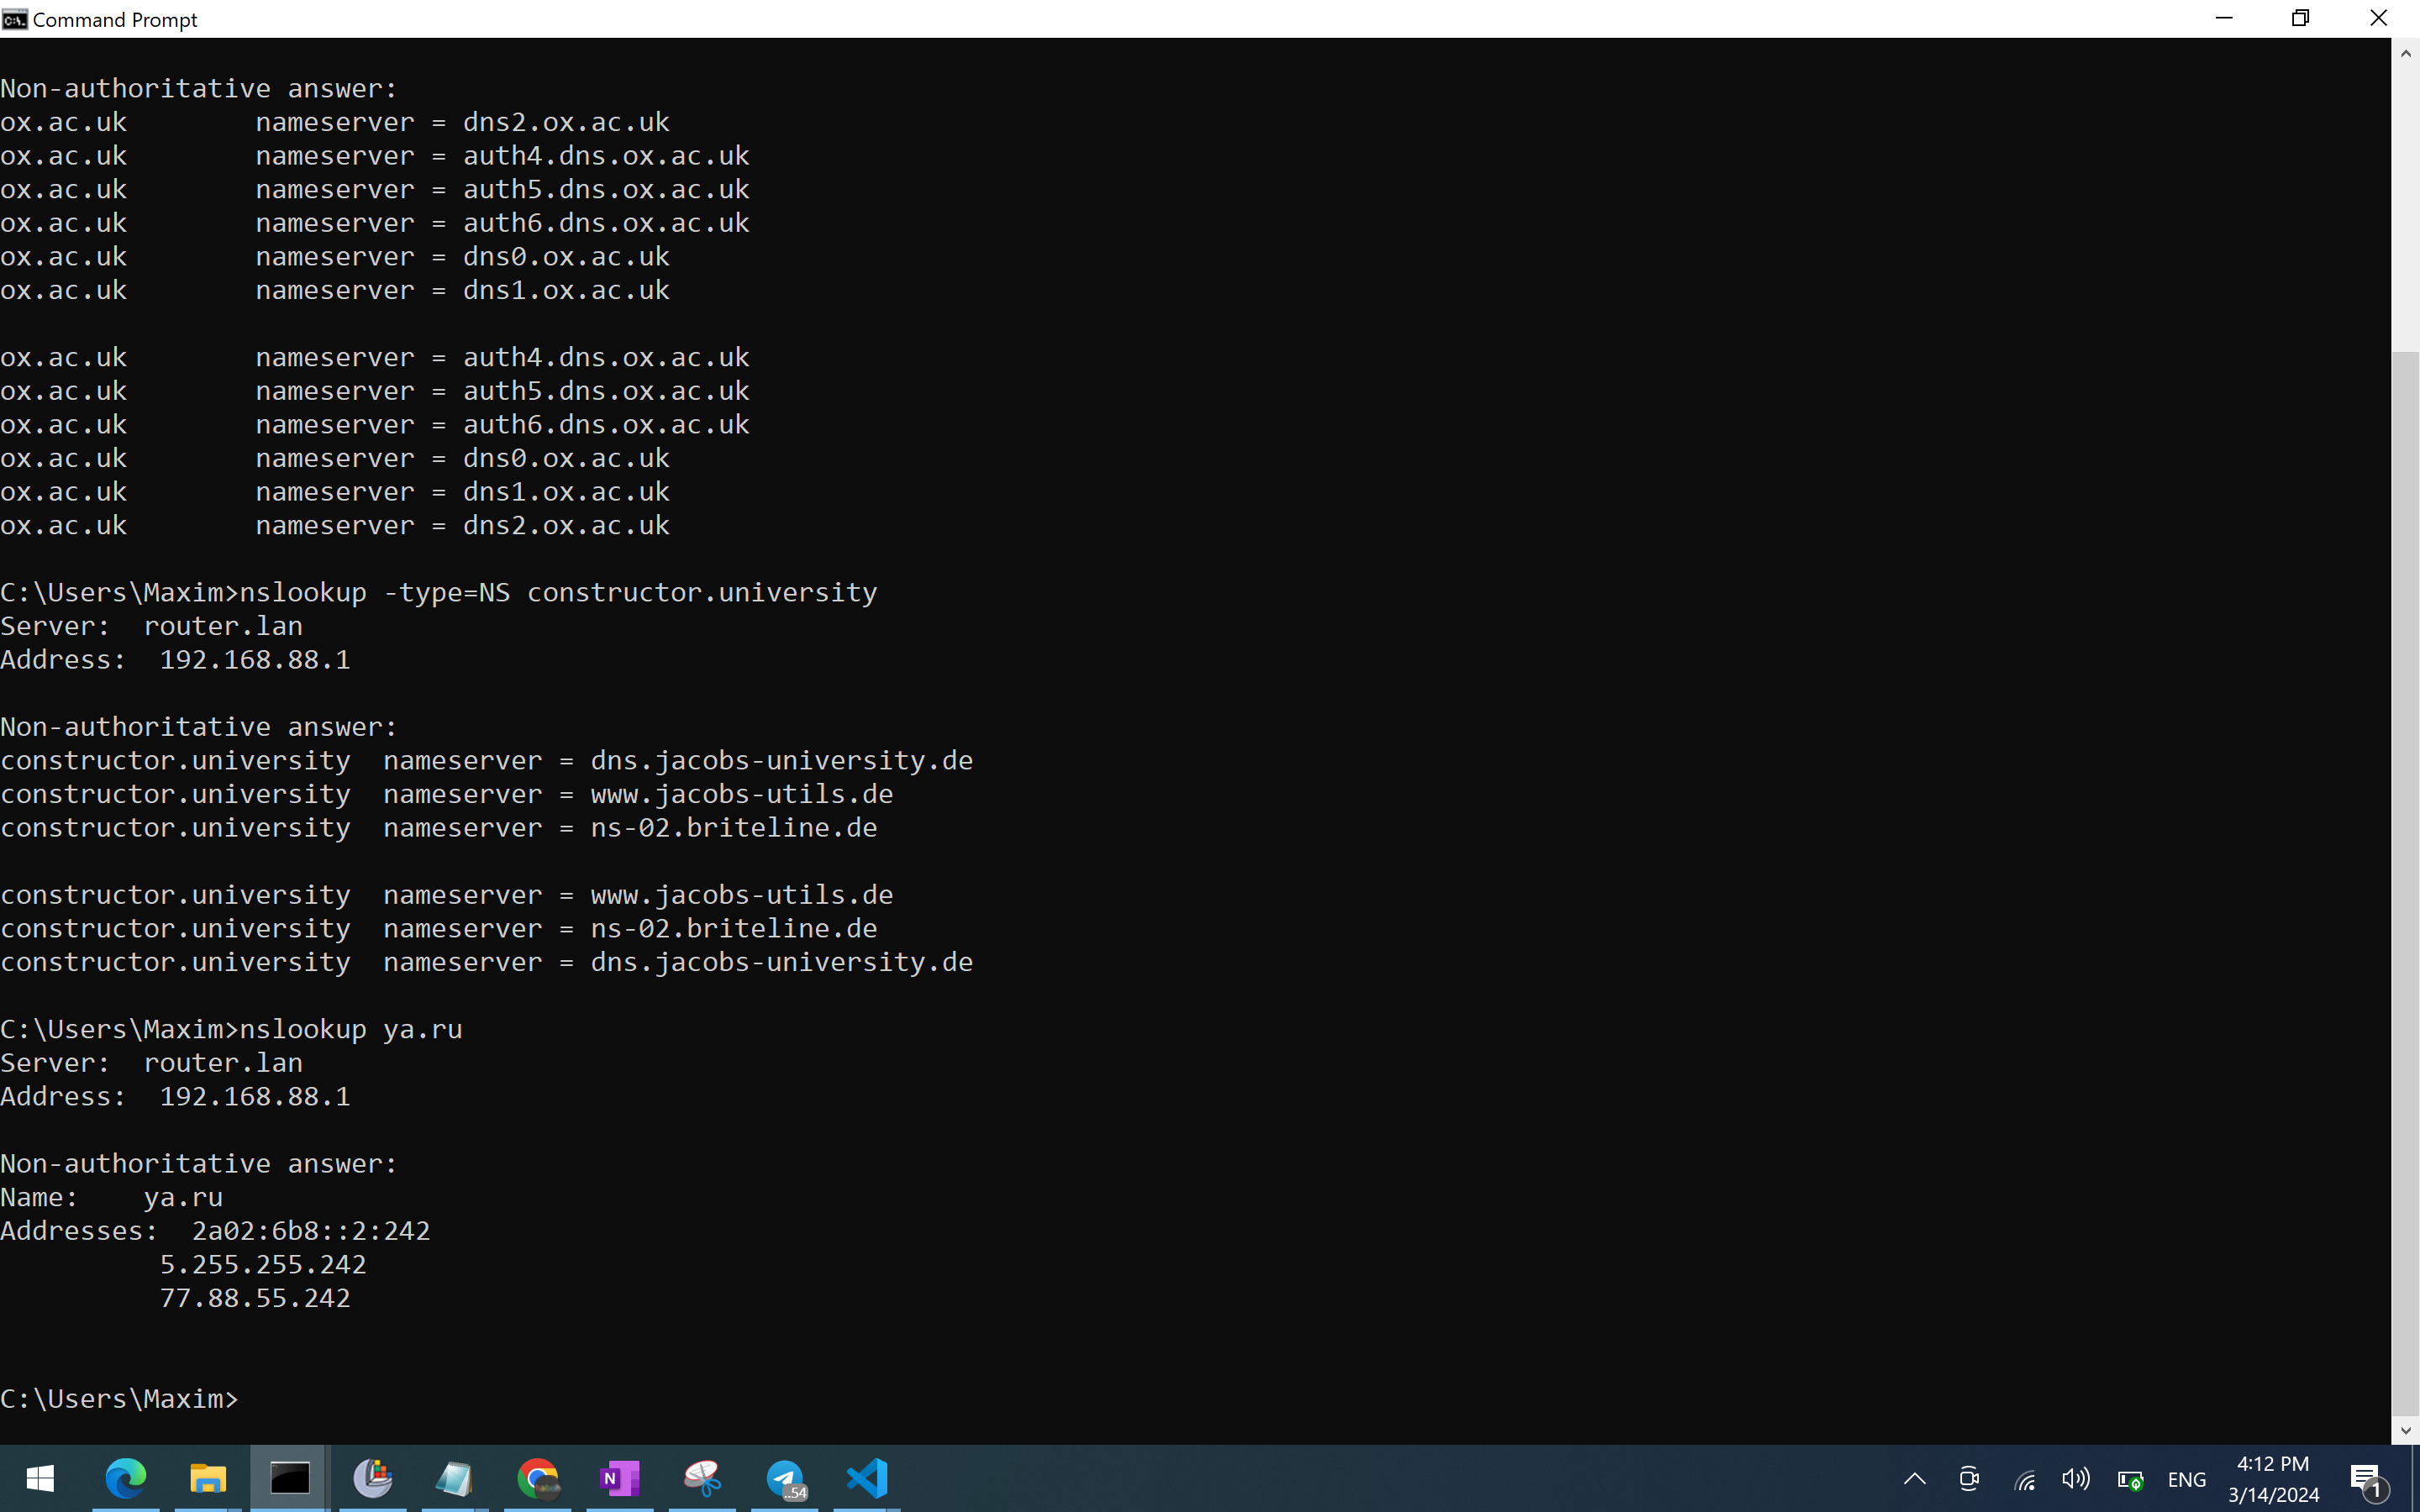 Command Prompt
Non-authoritative answer:
ox.ac.uk        nameserver = dns2.ox.ac.uk
ox.ac.uk        nameserver = auth4.dns.ox.ac.uk
ox.ac.uk        nameserver = auth5.dns.ox.ac.uk
ox.ac.uk        nameserver = auth6.dns.ox.ac.uk
ox.ac.uk        nameserver = dns0.ox.ac.uk
ox.ac.uk        nameserver = dns1.ox.ac.uk
ox.ac.uk        nameserver = auth4.dns.ox.ac.uk
ox.ac.uk        nameserver = auth5.dns.ox.ac.uk
ox.ac.uk        nameserver = auth6.dns.ox.ac.uk
ox.ac.uk        nameserver = dns0.ox.ac.uk
ox.ac.uk        nameserver = dns1.ox.ac.uk
ox.ac.uk        nameserver = dns2.ox.ac.uk
C:\Users\Maxim>nslookup -type=NS constructor.university
Server:  router.lan
Address:  192.168.88.1
Non-authoritative answer:
constructor.university  nameserver = dns.jacobs-university.de
constructor.university  nameserver = www.jacobs-utils.de
constructor.university  nameserver = ns-02.briteline.de
constructor.university  nameserver = www.jacobs-utils.de
constructor.university  nameserver = ns-02.briteline.de
constructor.university  nameserver = dns.jacobs-university.de
C:\Users\Maxim>nslookup ya.ru
Server:  router.lan
Address:  192.168.88.1
Non-authoritative answer:
Name:    ya.ru
Addresses:  2a02:6b8::2:242
          5.255.255.242
          77.88.55.242
C:\Users\Maxim>
N
..54
ENG
4:12 PM
3/14/2024
1